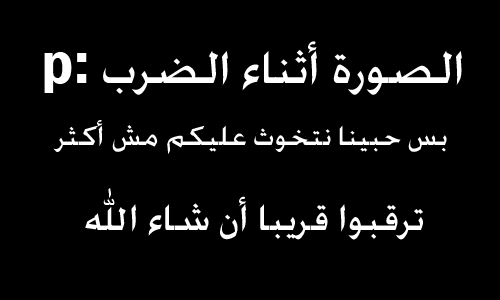 الصورة أثناء الضرب :p
بس حبينا نتخوث عليكم مش أكثر
ترقبوا قريبا أن شاء الله